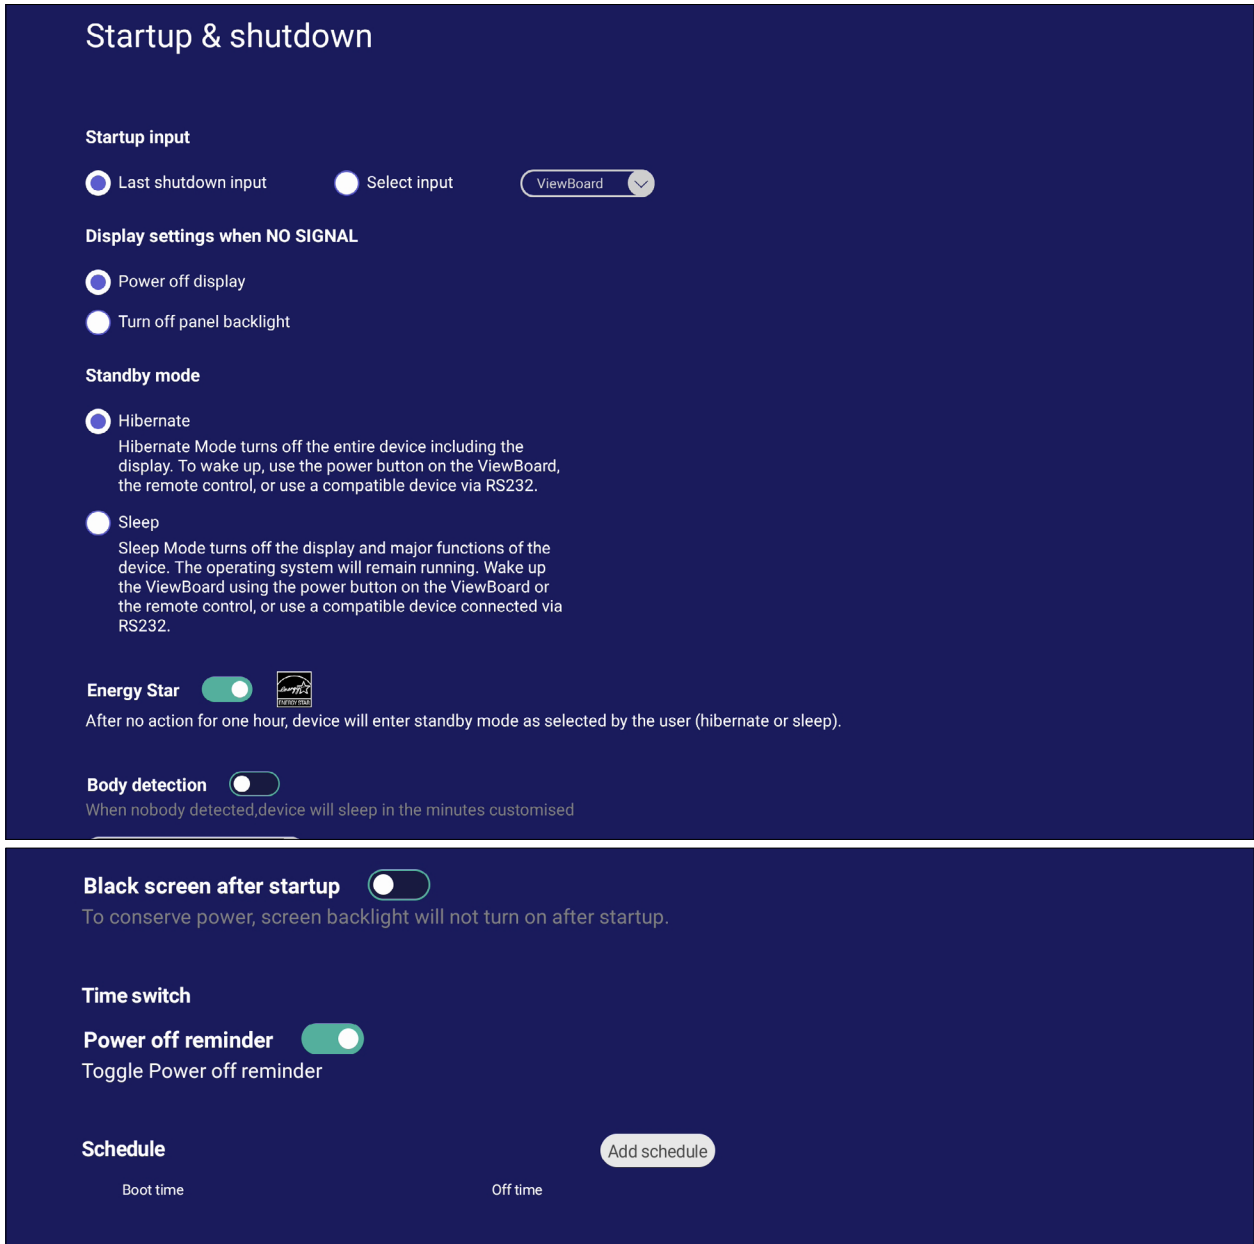 Startup & shutdown
Startup input
Last shutdown input Select input ViewBoard
Display settings when NO SIGNAL
Power off display
Turn off panel backlight
Standby mode
Hibernate
Hibernate Mode turns off the entire device including the
display. To wake up, use the power button on the ViewBoard,
the remote control, or use a compatible device via RS232.
Sleep
Sleep Mode turns off the display and major functions of the
device. The operating system will remain running. Wake up
the ViewBoard using the power button on the ViewBoard or
the remote control, or use a compatible device connected via
RS232.
Energy Star energy ENERGY STAR
After no action for one hour, device will enter standby mode as selected by the user (hibernate or sleep).
Body detection
When nobody detected,device will sleep in the minutes customised
Black screen after startup
To conserve power, screen backlight will not turn on after startup.
Time switch
Power off reminder
Toggle Power off reminder
Schedule Add schedule
Boot time Off time